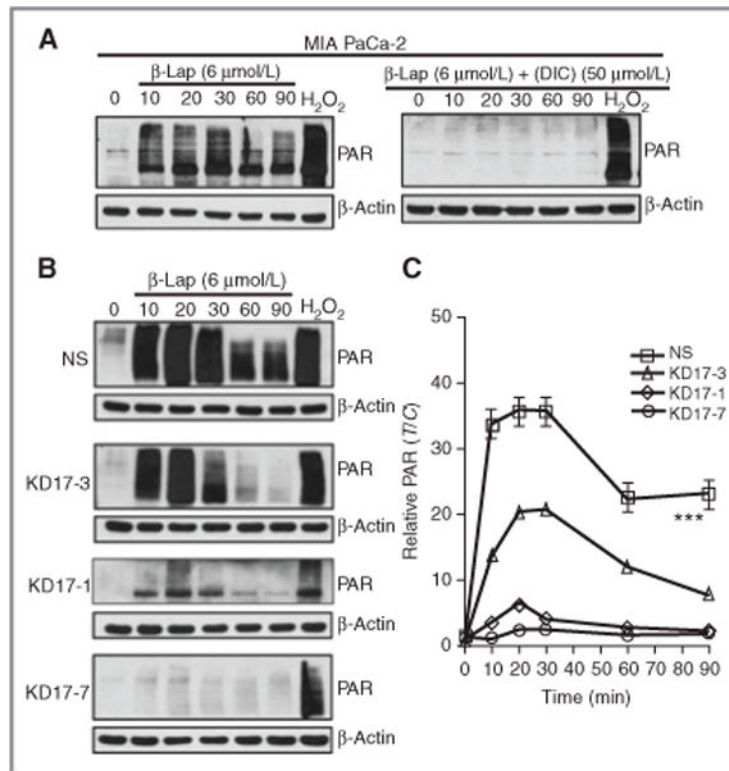 A
MIA PaCa-2
β-Lap (6 µmol/L)
0 10 20 30 60 90 H₂O₂
PAR
β-Actin
β-Lap (6 µmol/L) + (DIC) (50 µmol/L)
0 10 20 30 60 90 H₂O₂
PAR
β-Actin
B
β-Lap (6 µmol/L)
0 10 20 30 60 90 H₂O₂
NS PAR
β-Actin
KD17-3 PAR
β-Actin
KD17-1 PAR
β-Actin
KD17-7 PAR
β-Actin
C
50
40
30
20
10
0
Relative PAR (T/C)
NS
KD17-3
KD17-1
KD17-7
***
0 10 20 30 40 50 60 70 80 90
Time (min)